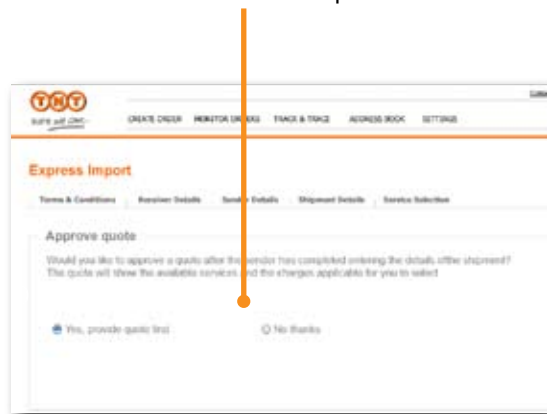 TNT
sure we can
CREATE ORDER MONITOR ORDERS TRACK & TRACE ADDRESS BOOK SETTINGS
Express Import
Terms & Conditions Receiver Details Sender Details Shipment Details Service Selection
Approve quote
Would you like to approve a quote after the sender has completed entering the details of the shipment?
The quote will show the available services and the charges applicable for you to select
Yes, provide quote first No thanks